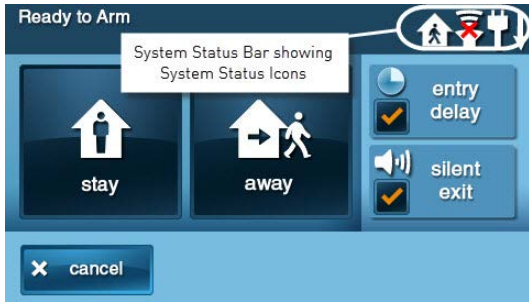 Ready to Arm
System Status Bar showing
System Status Icons
stay
away
entry
delay
silent
exit
cancel